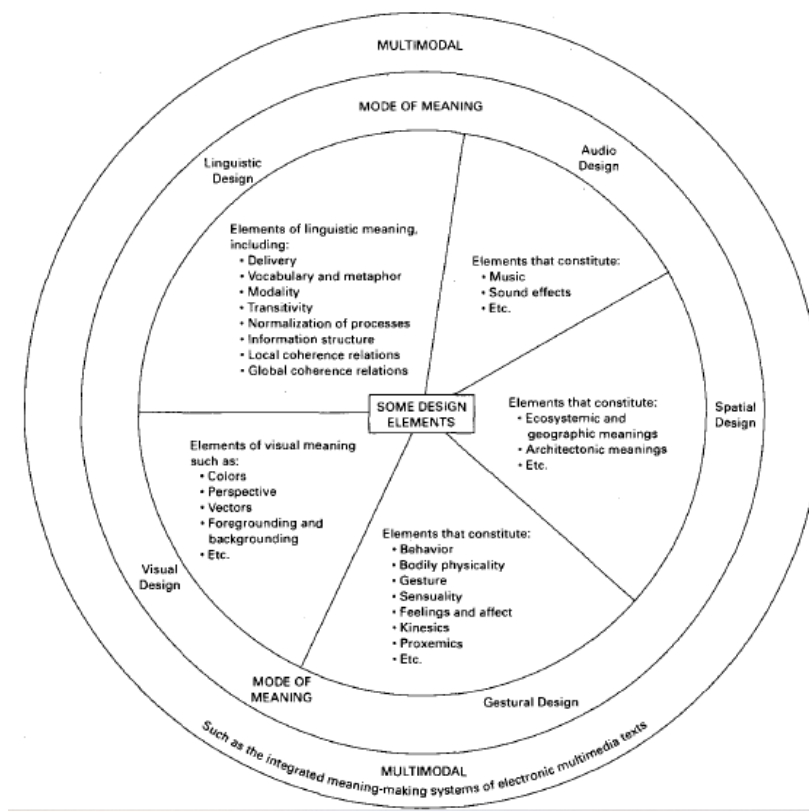 MULTIMODAL
MODE OF MEANING
Linguistic
Design
Audio
Design
Elements of linguistic meaning,
including:
• Delivery
• Vocabulary and metaphor
• Modality
• Transitivity
• Normalization of processes
• Information structure
• Local coherence relations
• Global coherence relations
Elements that constitute:
• Music
• Sound effects
• Etc.
SOME DESIGN
ELEMENTS
Elements that constitute:
• Ecosystemic and
geographic meanings
• Architectonic meanings
• Etc.
Spatial
Design
Elements of visual meaning
such as:
• Colors
• Perspective
• Vectors
• Foregrounding and
backgrounding
• Etc.
Visual
Design
Elements that constitute:
• Behavior
• Bodily physicality
• Gesture
• Sensuality
• Feelings and affect
• Kinesics
• Proxemics
• Etc.
MODE OF
MEANING
Gestural Design
MULTIMODAL
Such as the integrated meaning-making systems of electronic multimedia texts